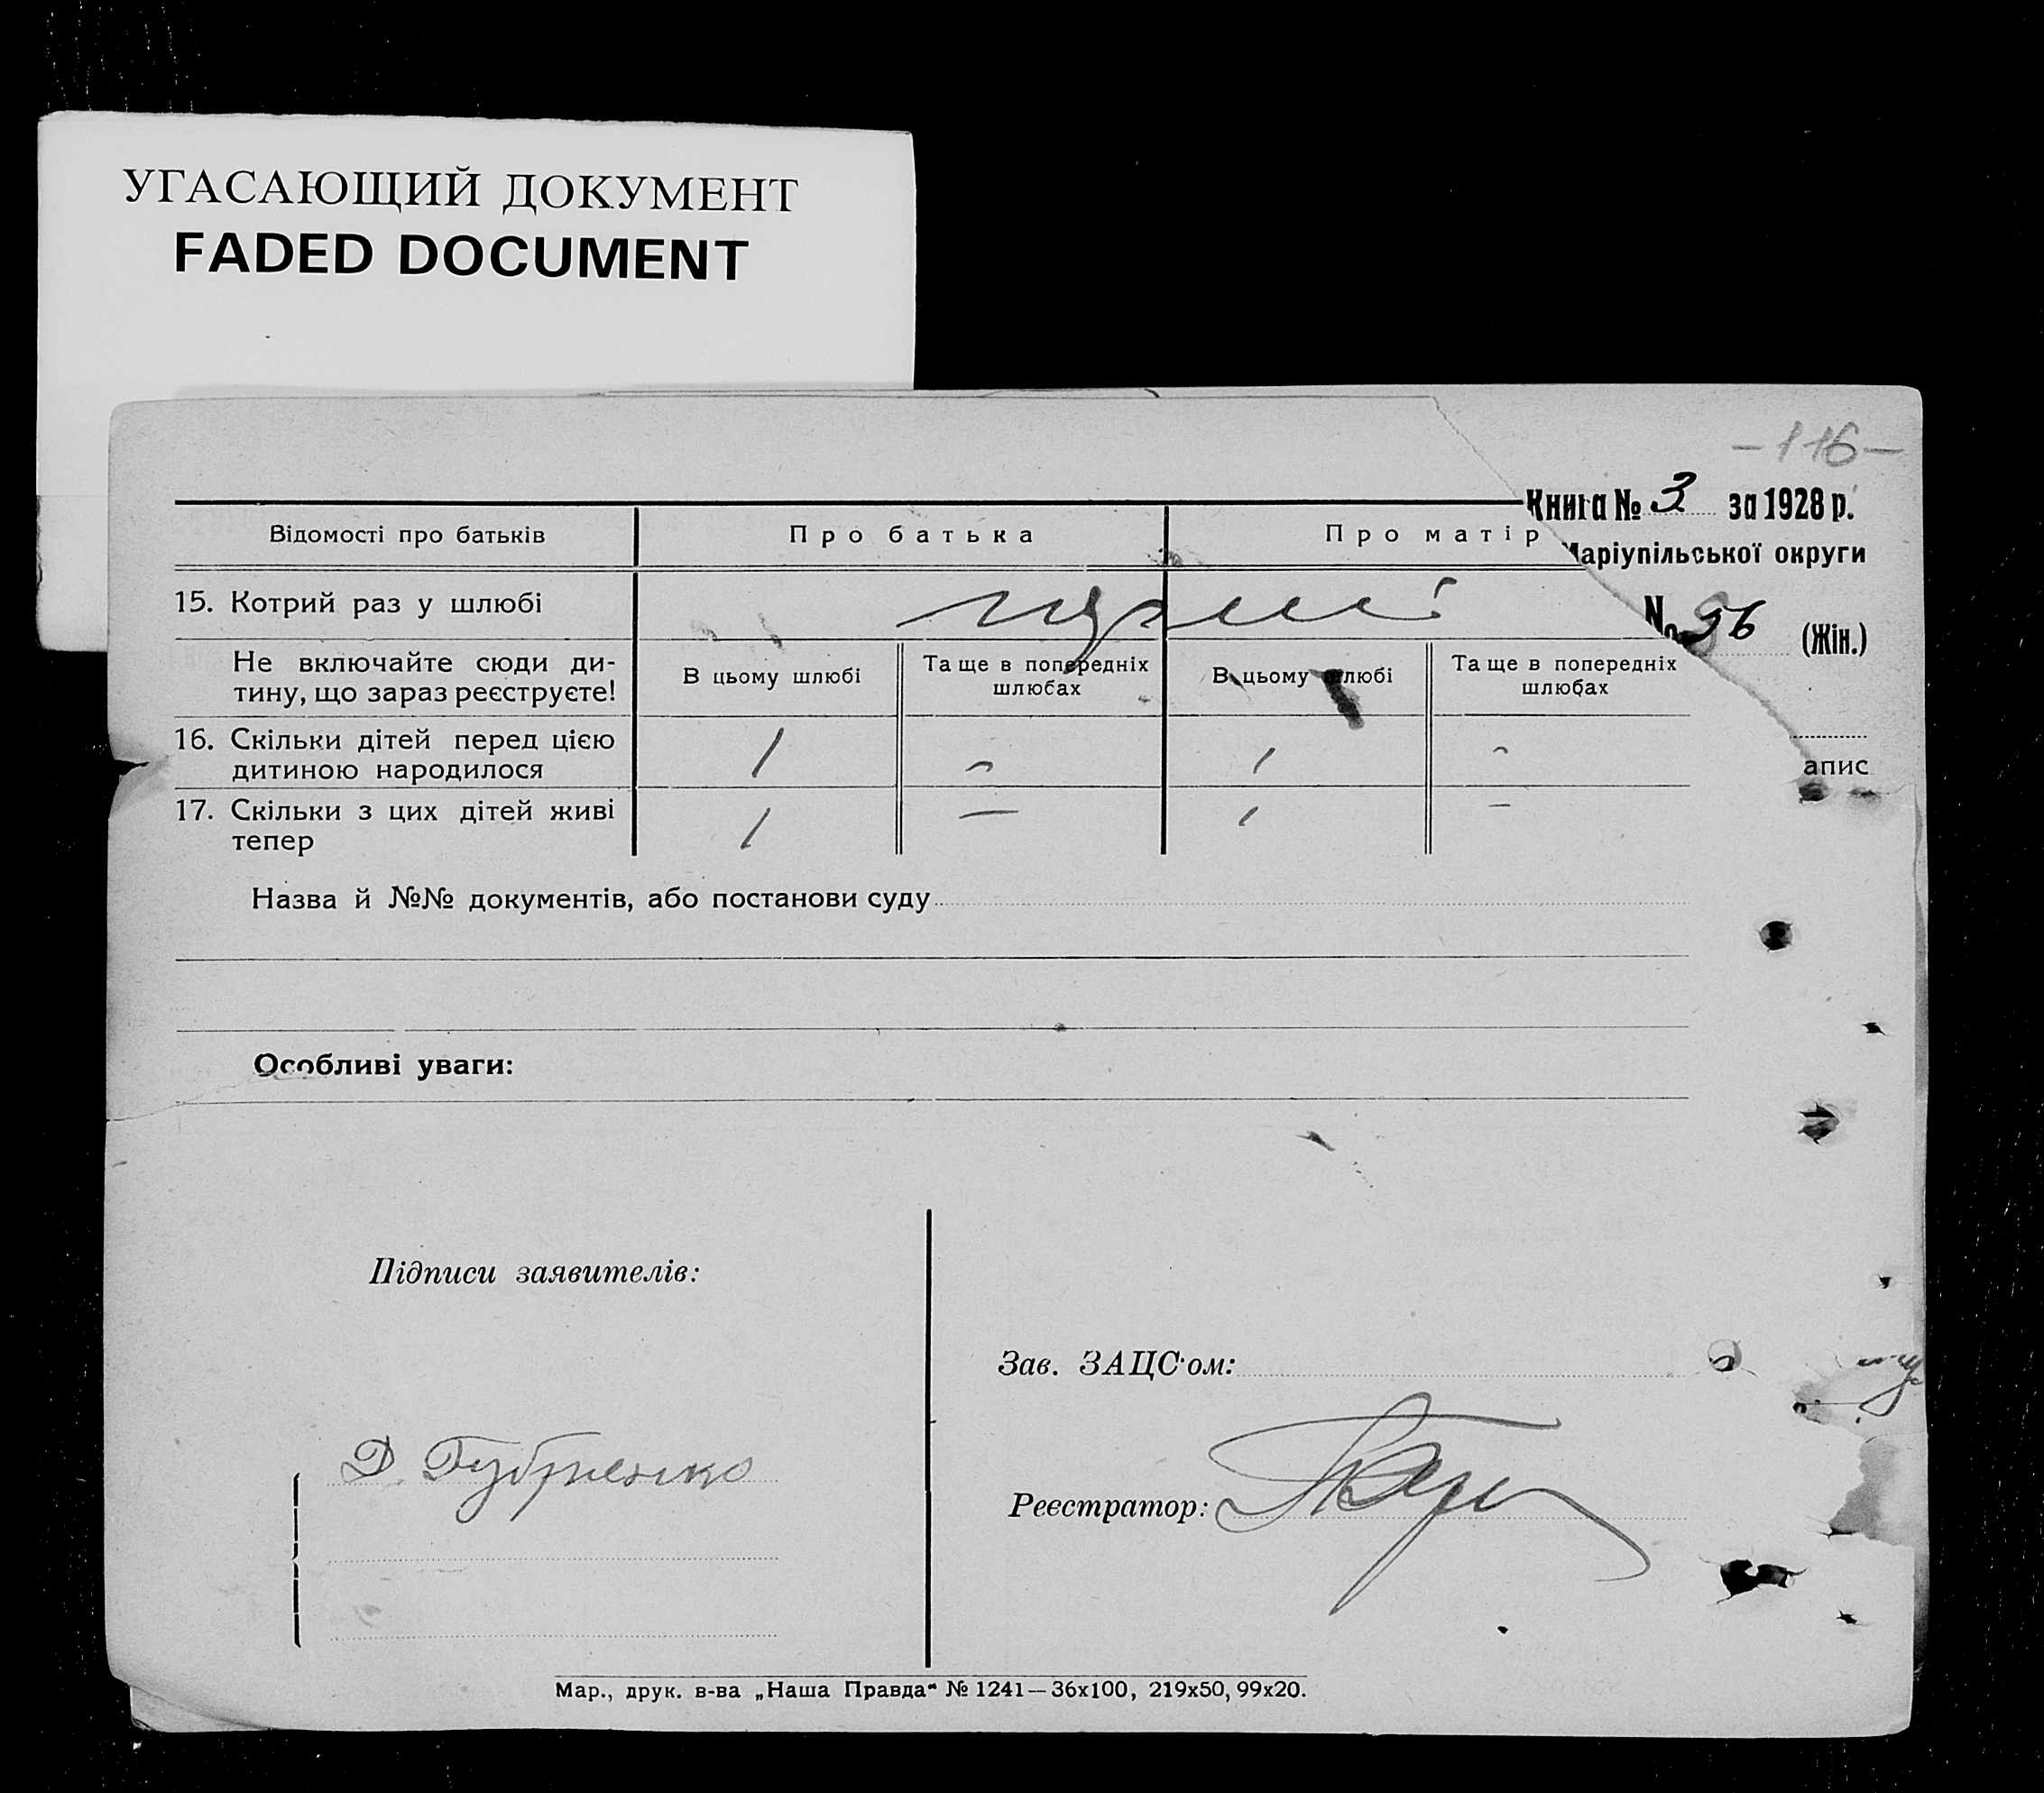 УГАСАЮЩИЙ ДОКУМЕНТ
FADED DOCUMENT
-116-
Книга № 3 за 1928 р.
Маріупільської округи
№ 56 (Жін.)
апис
Відомості про батьків Про батька Про матір
15. Котрий раз у шлюбі перший
Не включайте сюди ди-
тину, що зараз реєструєте!
В цьому шлюбі Та ще в попередніх шлюбах В цьому шлюбі Та ще в попередніх шлюбах
16. Скільки дітей перед цією
дитиною народилося 1 - 1 -
17. Скільки з цих дітей живі
тепер 1 - 1 -
Назва й №№ документів, або постанови суду
Особливі уваги:
Підписи заявителів:
Зав. ЗАЦС'ом:
Д. Губренко
Реєстратор:
Мар., друк. в-ва „Наша Правда“ № 1241—36х100, 219х50, 99х20.